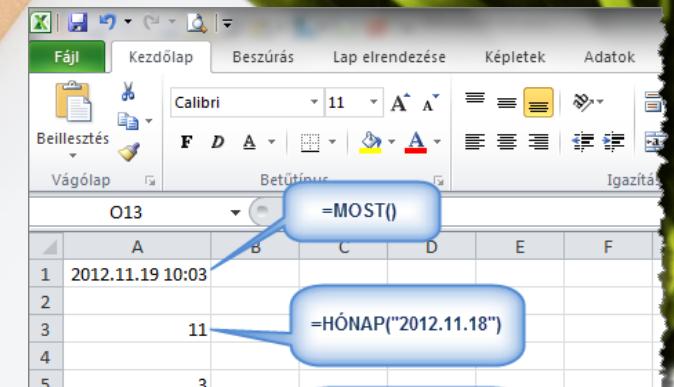 Fájl Kezdőlap Beszúrás Lap elrendezése Képletek Adatok
Calibri 11 A A
Beillesztés F D A A
Vágólap Betűtípus Igazítás
O13 =MOST()
A B C D E F
1 2012.11.19 10:03
2
3 11 =HÓNAP("2012.11.18")
4
5 3